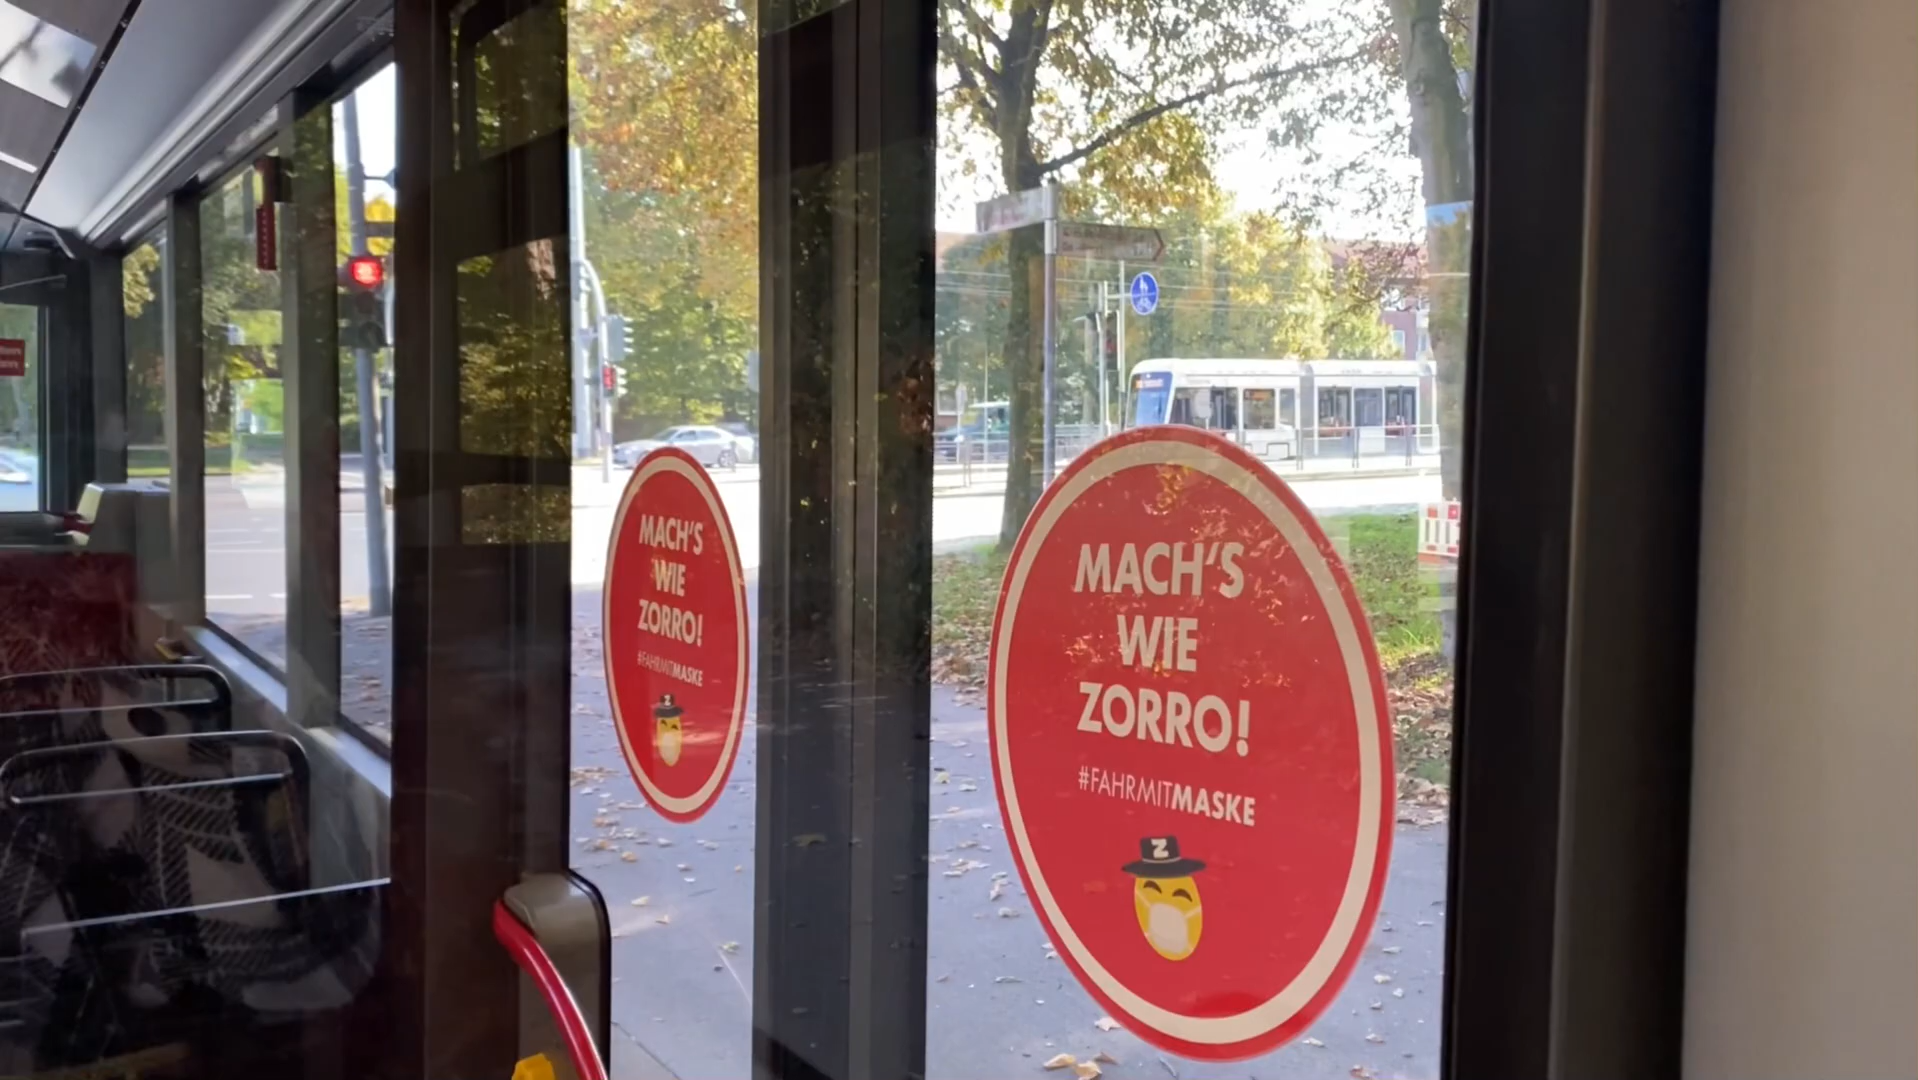 MACH'S
WIE
ZORRO!
#FAHRMITMASKE
Z
MACH'S
WIE
ZORRO!
#FAHRMITMASKE
Z